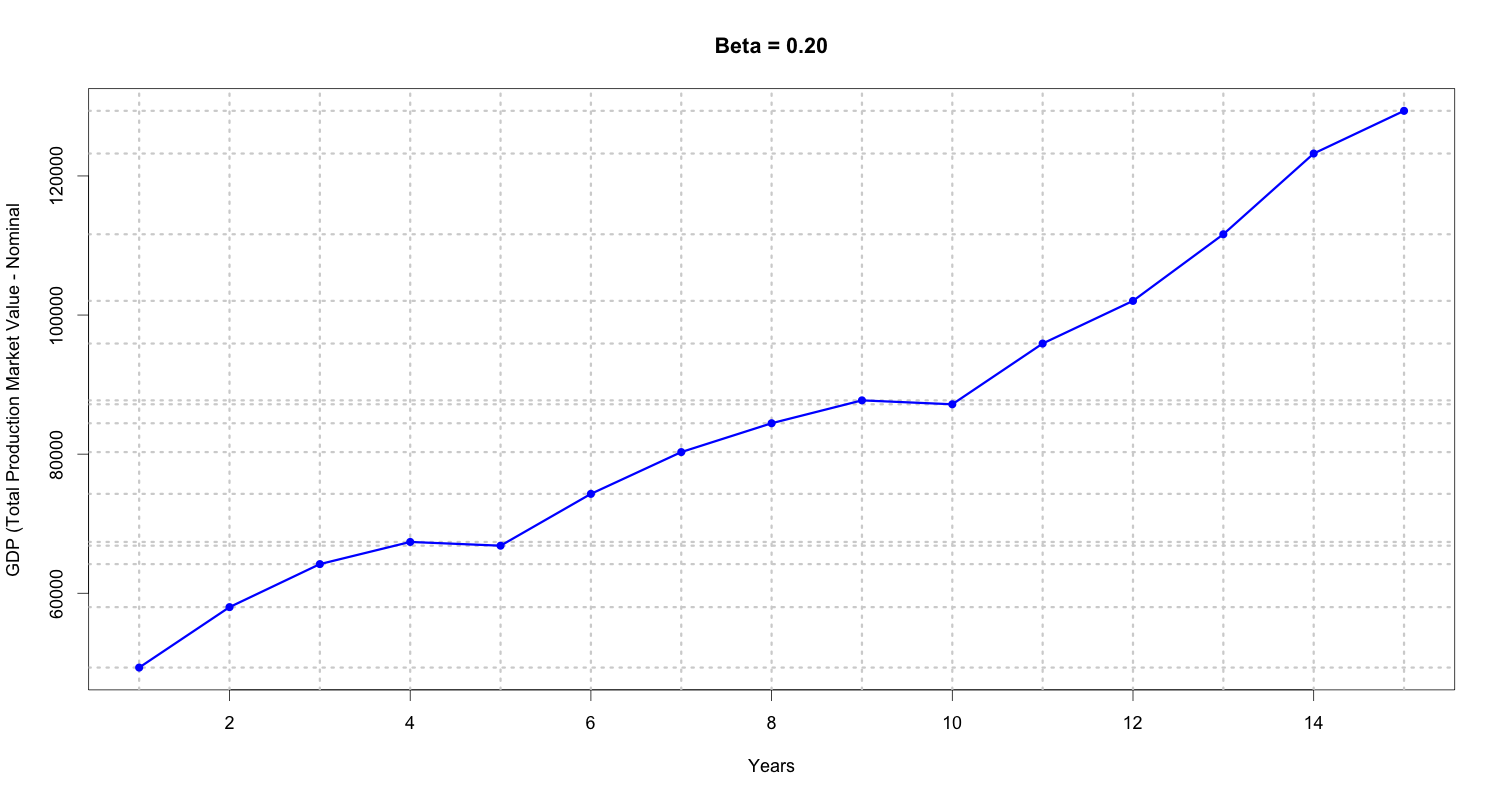 Beta = 0.20
GDP (Total Production Market Value - Nominal
120000
100000
80000
60000
2 4 6 8 10 12 14
Years